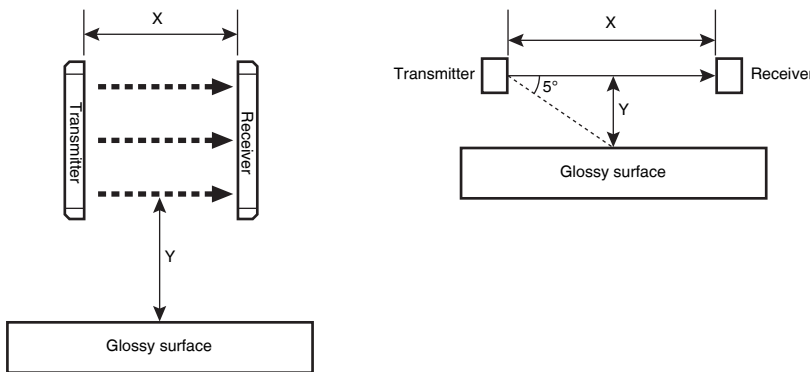 X
Transmitter
Receiver
Y
Glossy surface
X
Transmitter
Receiver
5°
Y
Glossy surface